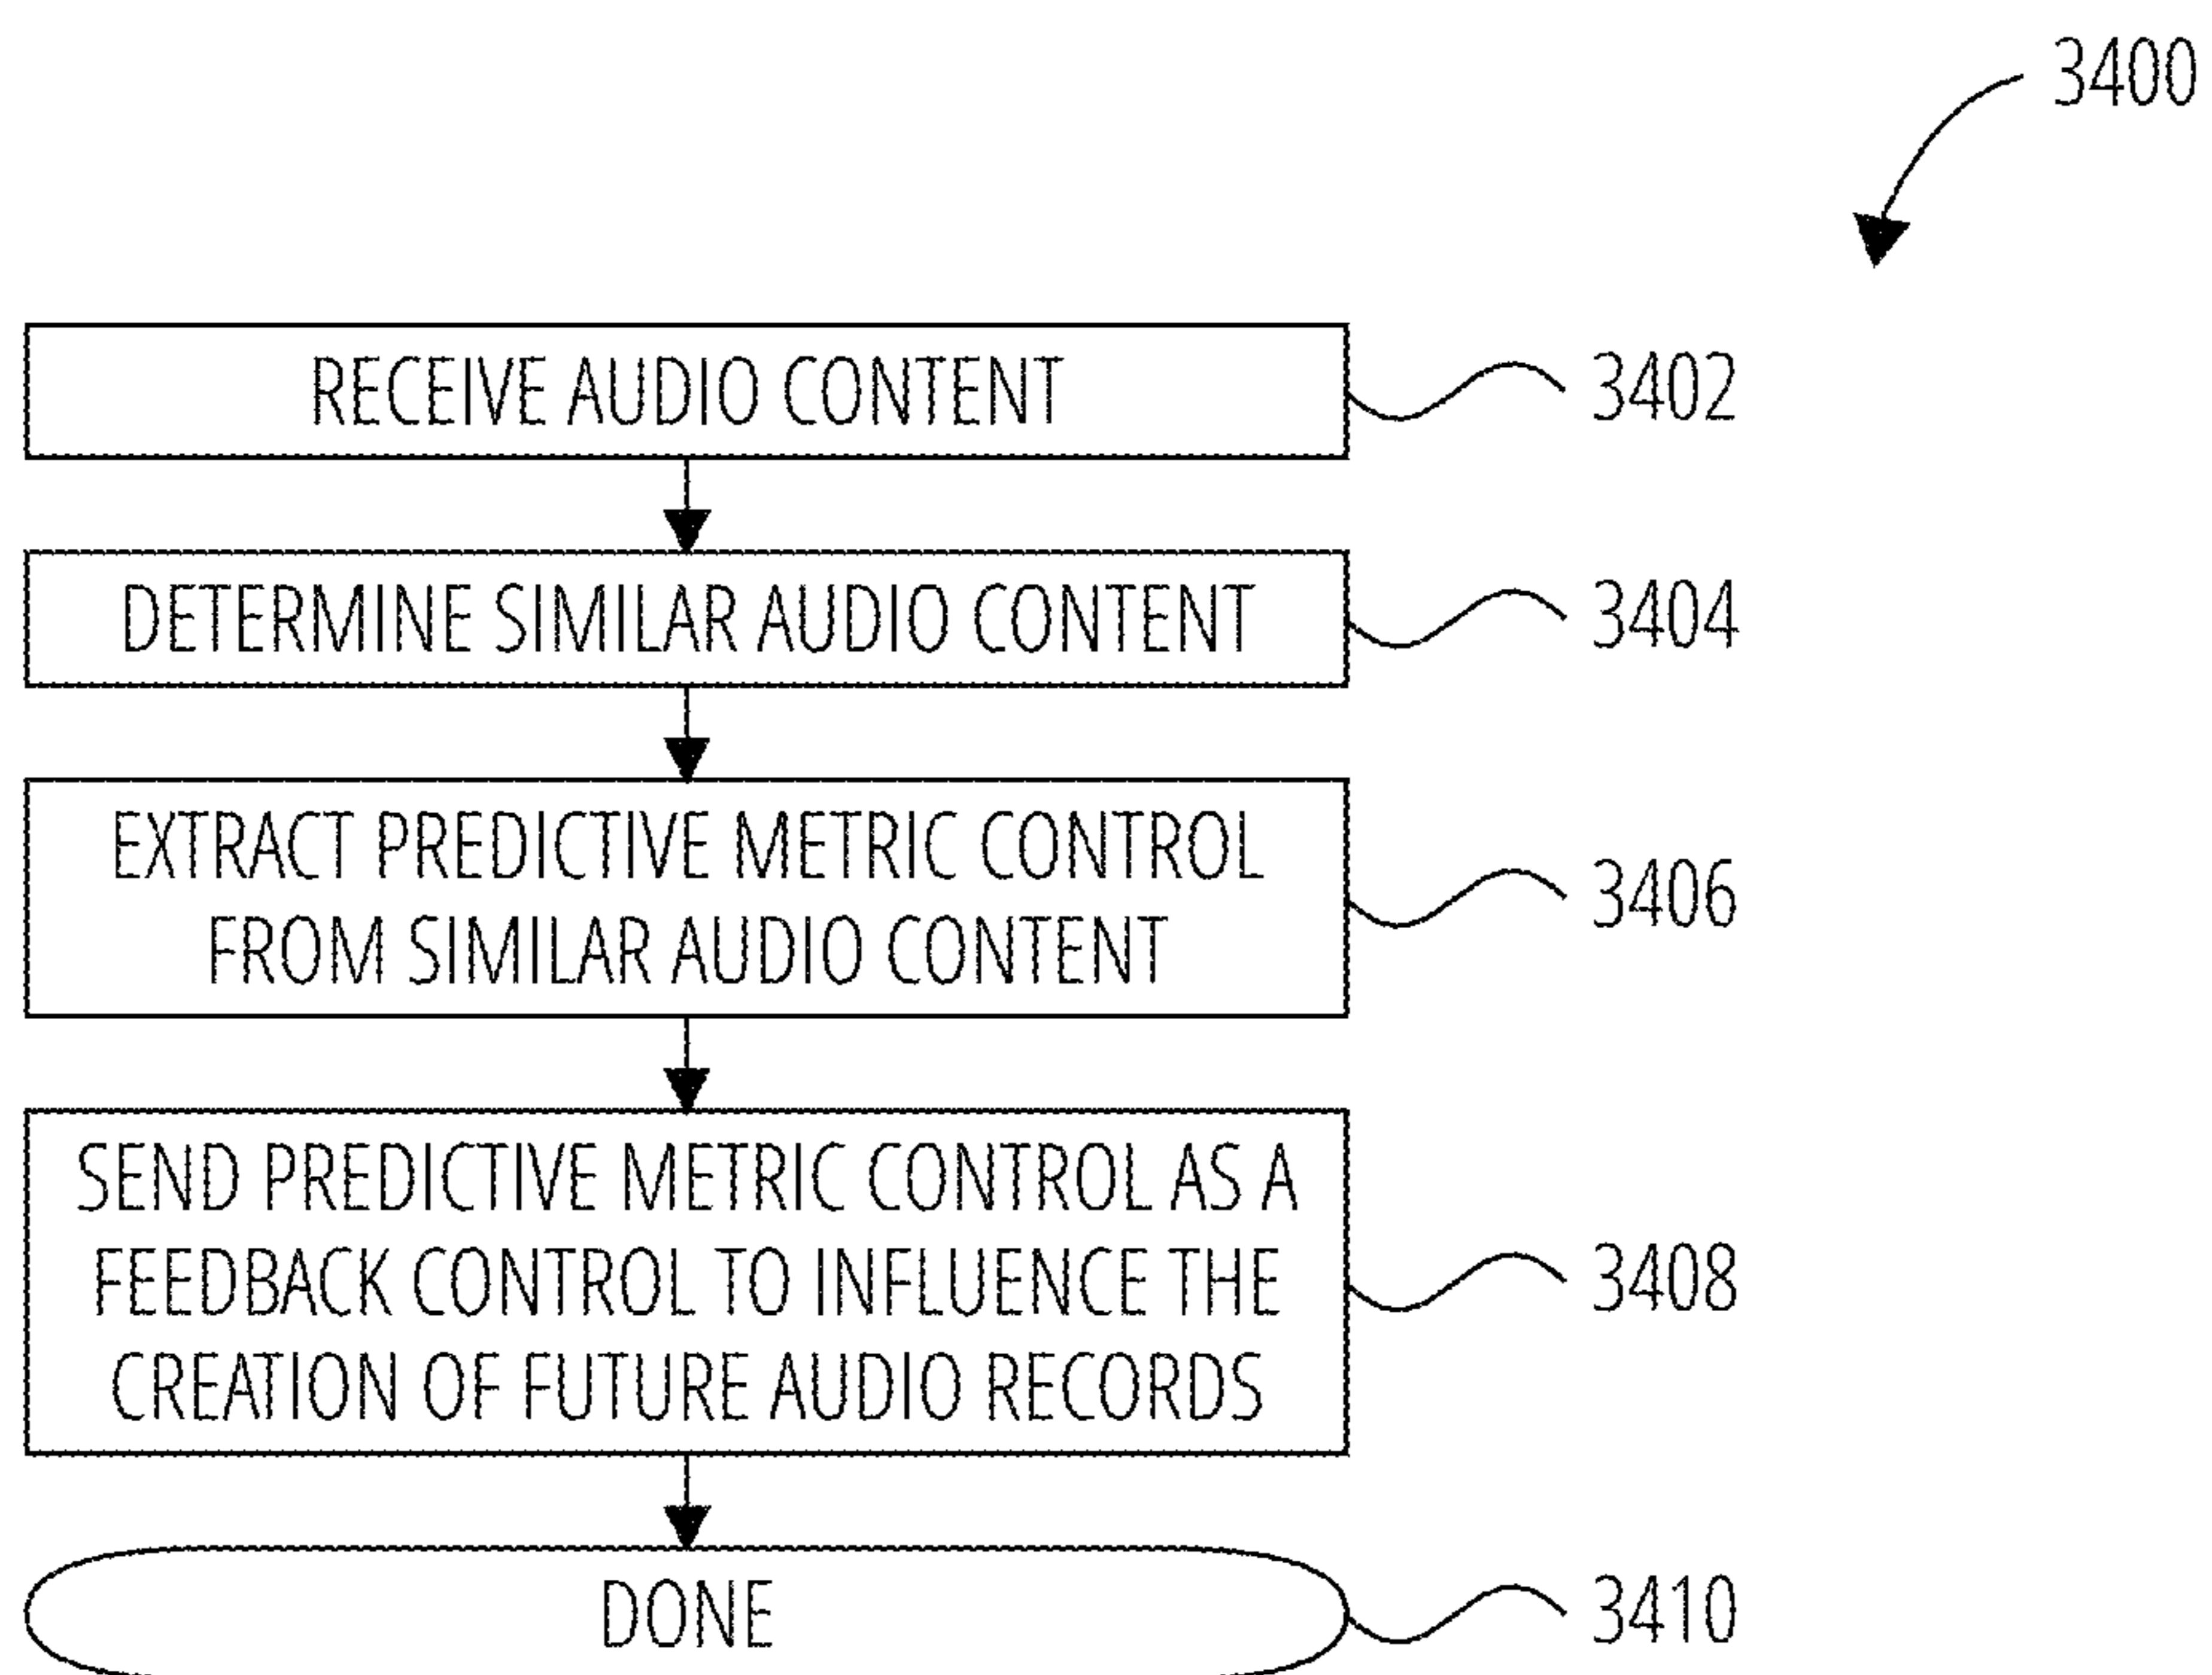 3400
RECEIVE AUDIO CONTENT
3402
DETERMINE SIMILAR AUDIO CONTENT
3404
EXTRACT PREDICTIVE METRIC CONTROL
FROM SIMILAR AUDIO CONTENT
3406
SEND PREDICTIVE METRIC CONTROL AS A
FEEDBACK CONTROL TO INFLUENCE THE
CREATION OF FUTURE AUDIO RECORDS
3408
DONE
3410